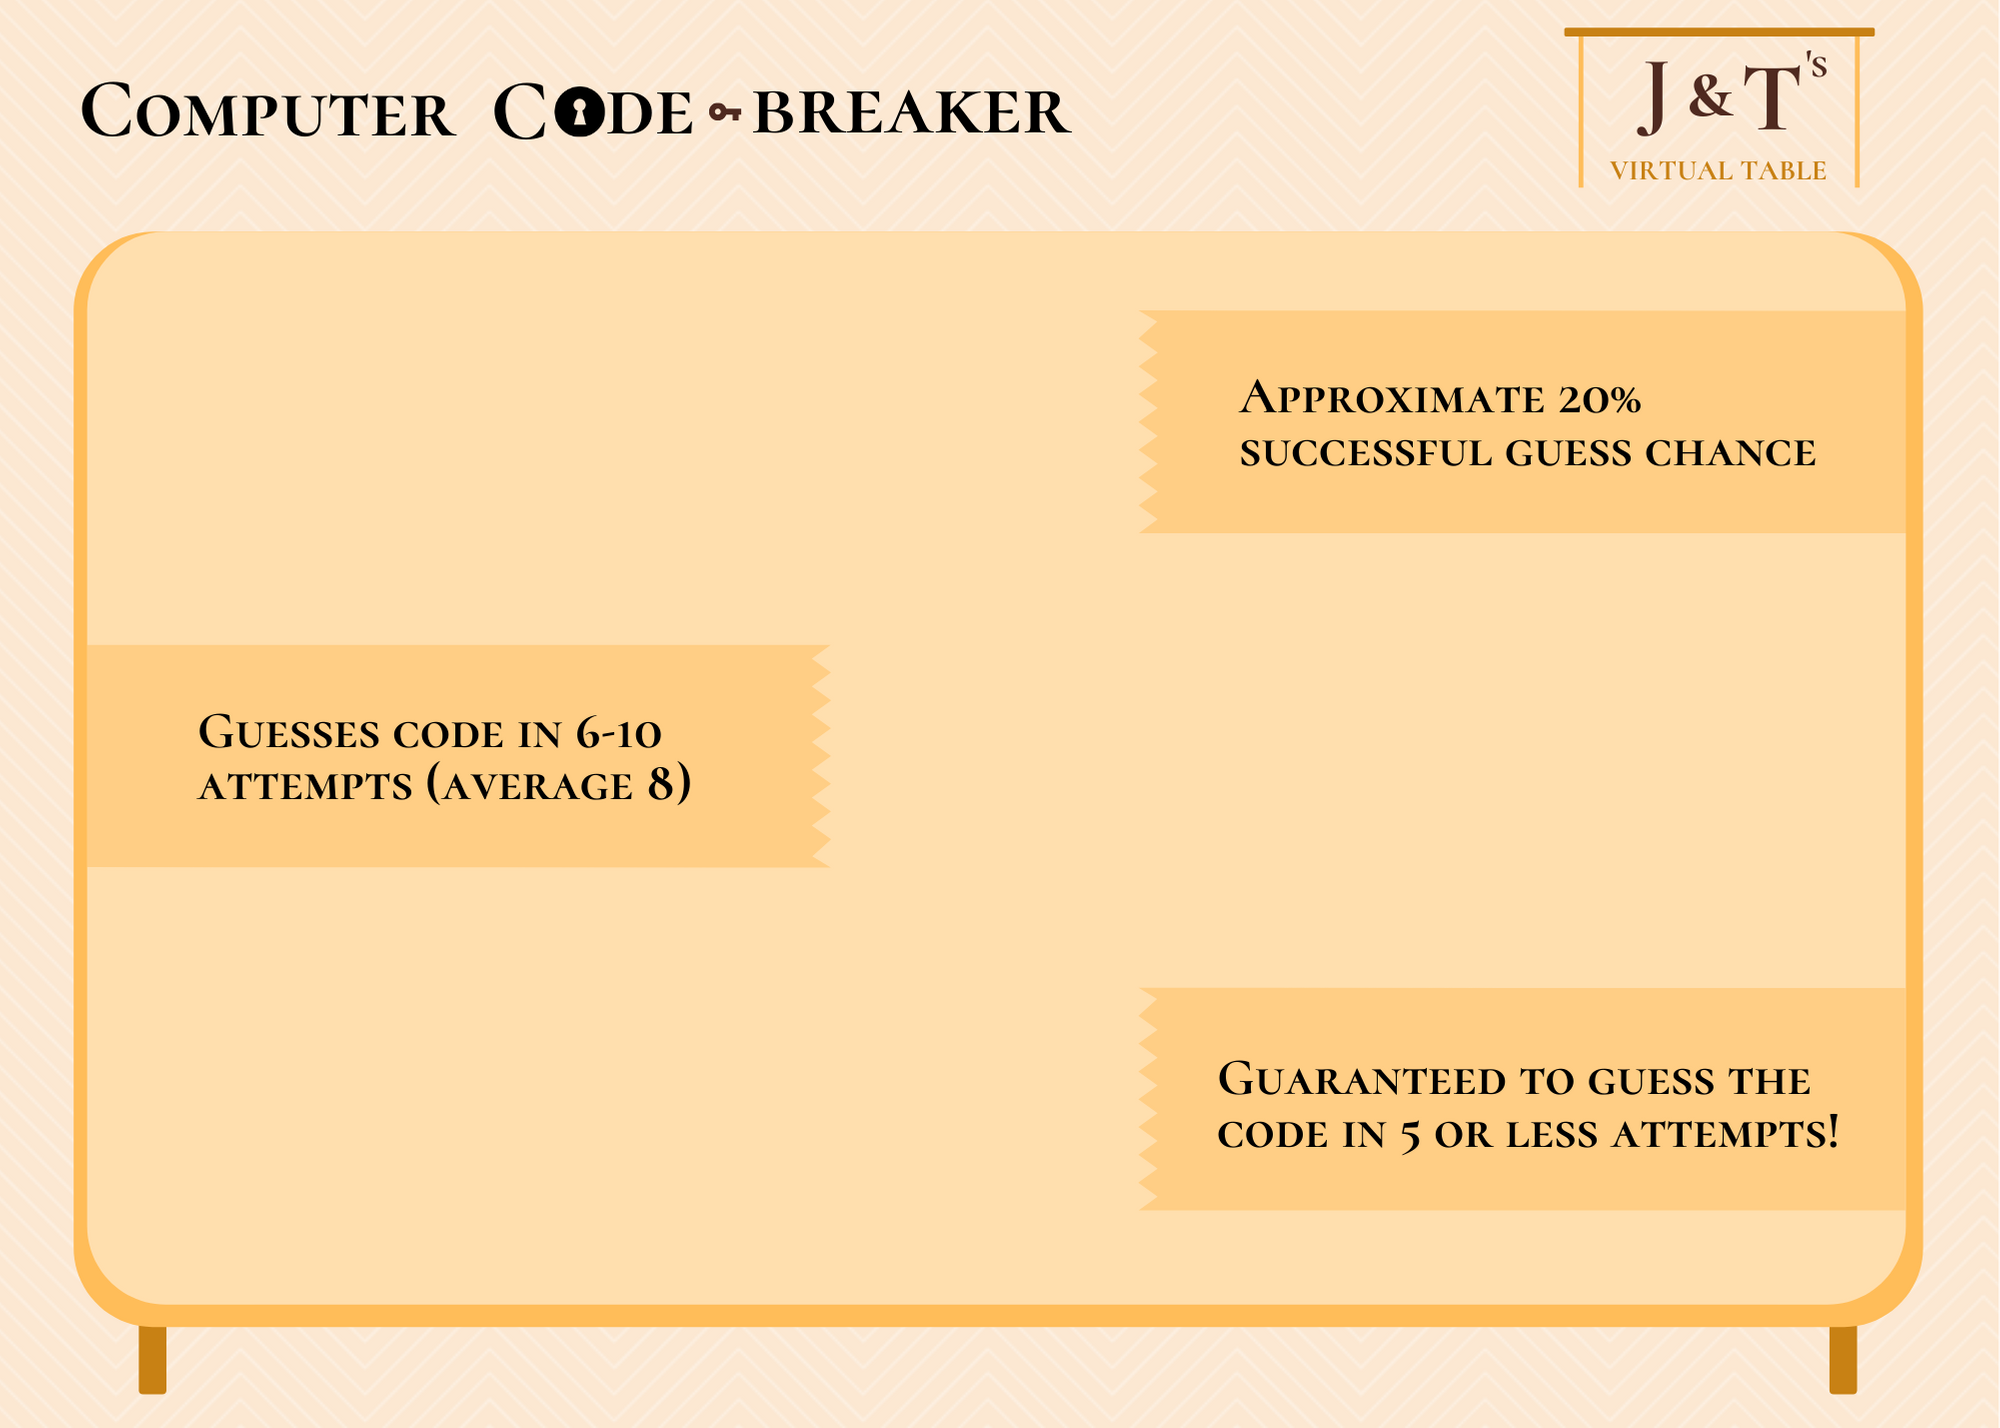 Computer Code-breaker
J & T's
VIRTUAL TABLE
Approximate 20%
successful guess chance
Guesses code in 6-10
attempts (average 8)
Guaranteed to guess the
code in 5 or less attempts!